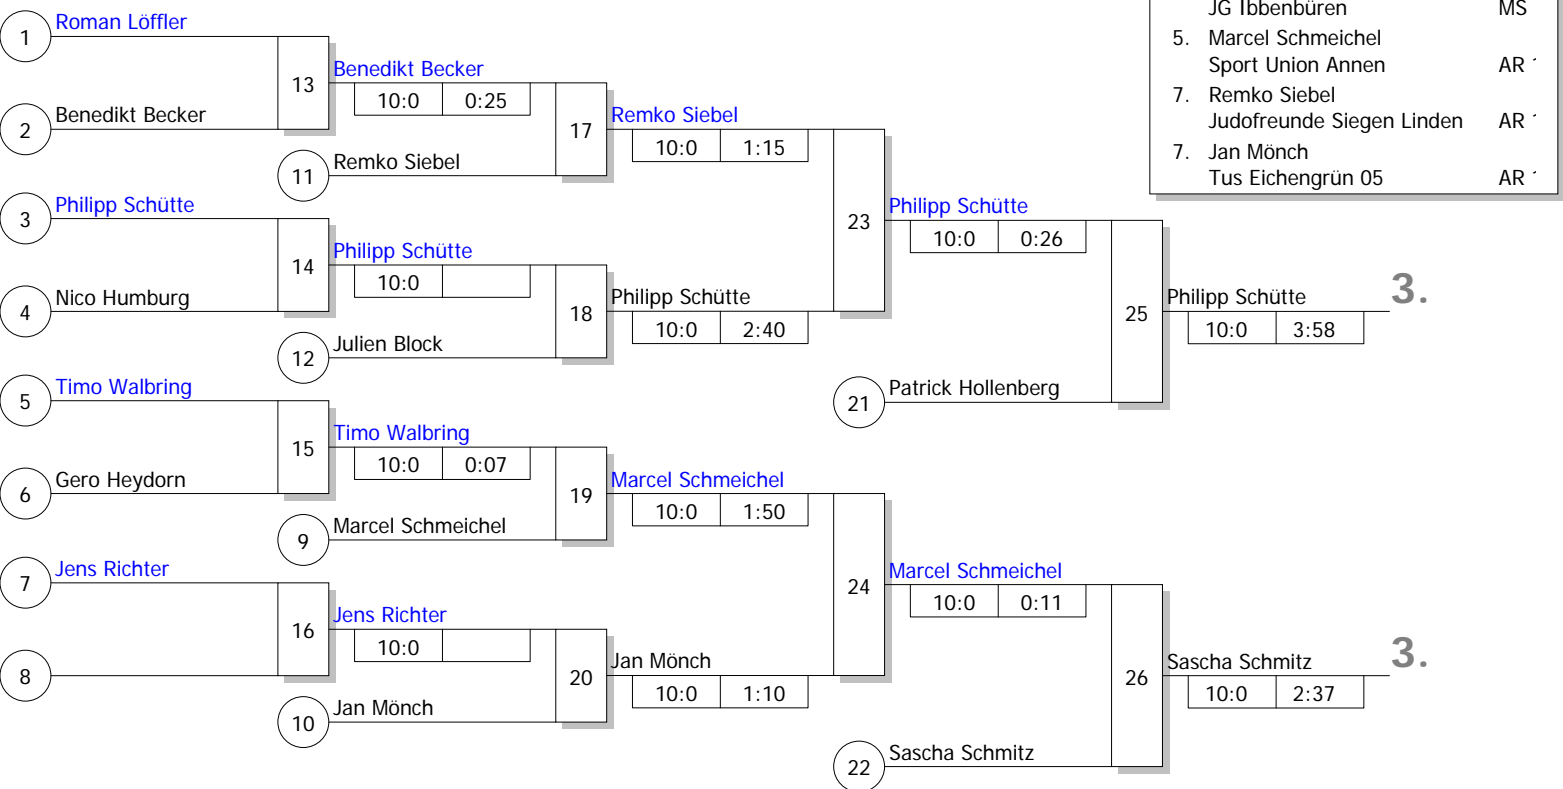 JG Ibbenbüren MS
5. Marcel Schmeichel
Sport Union Annen AR
7. Remko Siebel
Judofreunde Siegen Linden AR
7. Jan Mönch
Tus Eichengrün 05 AR
1 Roman Löffler
13 Benedikt Becker
10:0 0:25
2 Benedikt Becker
17 Remko Siebel
10:0 1:15
11 Remko Siebel
3 Philipp Schütte
23 Philipp Schütte
10:0 0:26
14 Philipp Schütte
10:0
4 Nico Humburg
18 Philipp Schütte
10:0 2:40
25 Philipp Schütte 3.
10:0 3:58
12 Julien Block
5 Timo Walbring
21 Patrick Hollenberg
15 Timo Walbring
10:0 0:07
6 Gero Heydorn
19 Marcel Schmeichel
10:0 1:50
9 Marcel Schmeichel
7 Jens Richter
24 Marcel Schmeichel
10:0 0:11
16 Jens Richter
10:0
8
20 Jan Mönch
10:0 1:10
26 Sascha Schmitz 3.
10:0 2:37
10 Jan Mönch
22 Sascha Schmitz